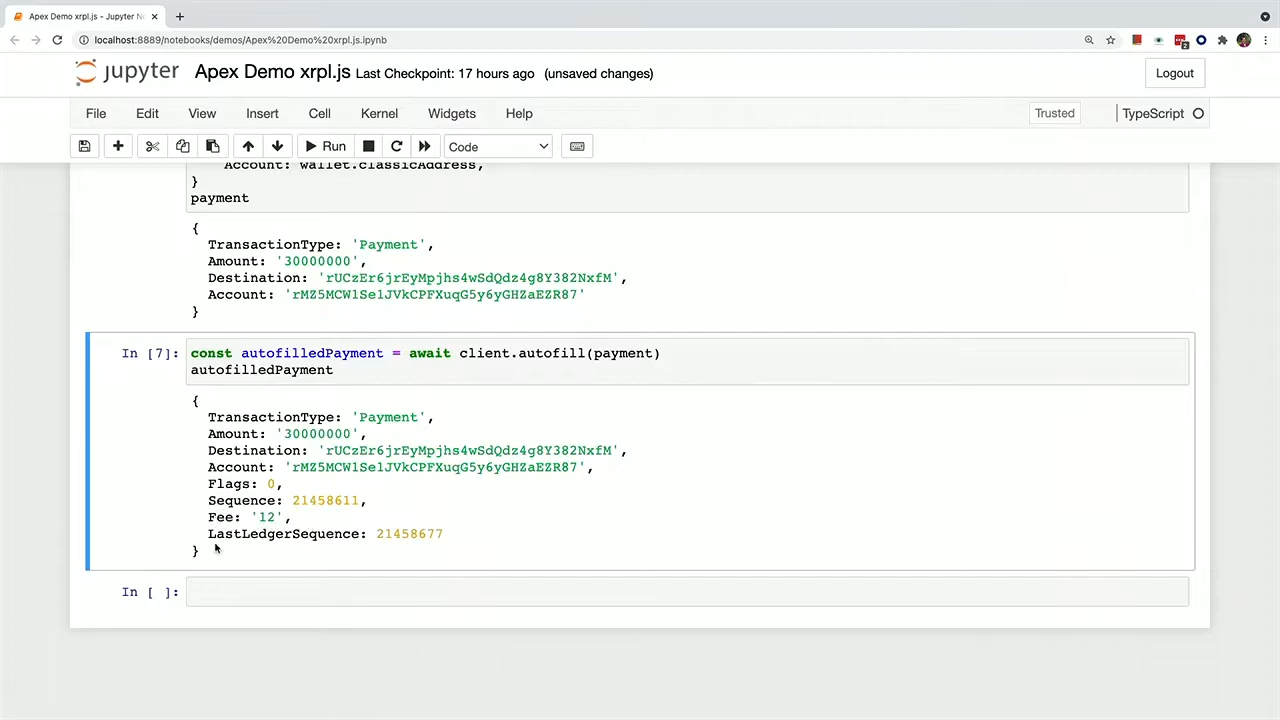 Apex Demo xrpl.js - Jupyter No
localhost:8889/notebooks/demos/Apex%20Demo%20xrpl.js.ipynb
2
jupyter Apex Demo xrpl.js Last Checkpoint: 17 hours ago (unsaved changes) Logout
File Edit View Insert Cell Kernel Widgets Help Trusted TypeScript
Run Code
Account: wallet.classicAddress,
}
payment
{
TransactionType: 'Payment',
Amount: '30000000',
Destination: 'rUCzEr6jrEyMpjhs4wSdQdz4g8Y382NxfM',
Account: 'rMZ5MCW1Se1JVkCPFXuqG5y6yGHZaEZR87'
}
In [7]: const autofilledPayment = await client.autofill(payment)
autofilledPayment
{
TransactionType: 'Payment',
Amount: '30000000',
Destination: 'rUCzEr6jrEyMpjhs4wSdQdz4g8Y382NxfM',
Account: 'rMZ5MCW1Se1JVkCPFXuqG5y6yGHZaEZR87',
Flags: 0,
Sequence: 21458611,
Fee: '12',
LastLedgerSequence: 21458677
}
In [ ]: